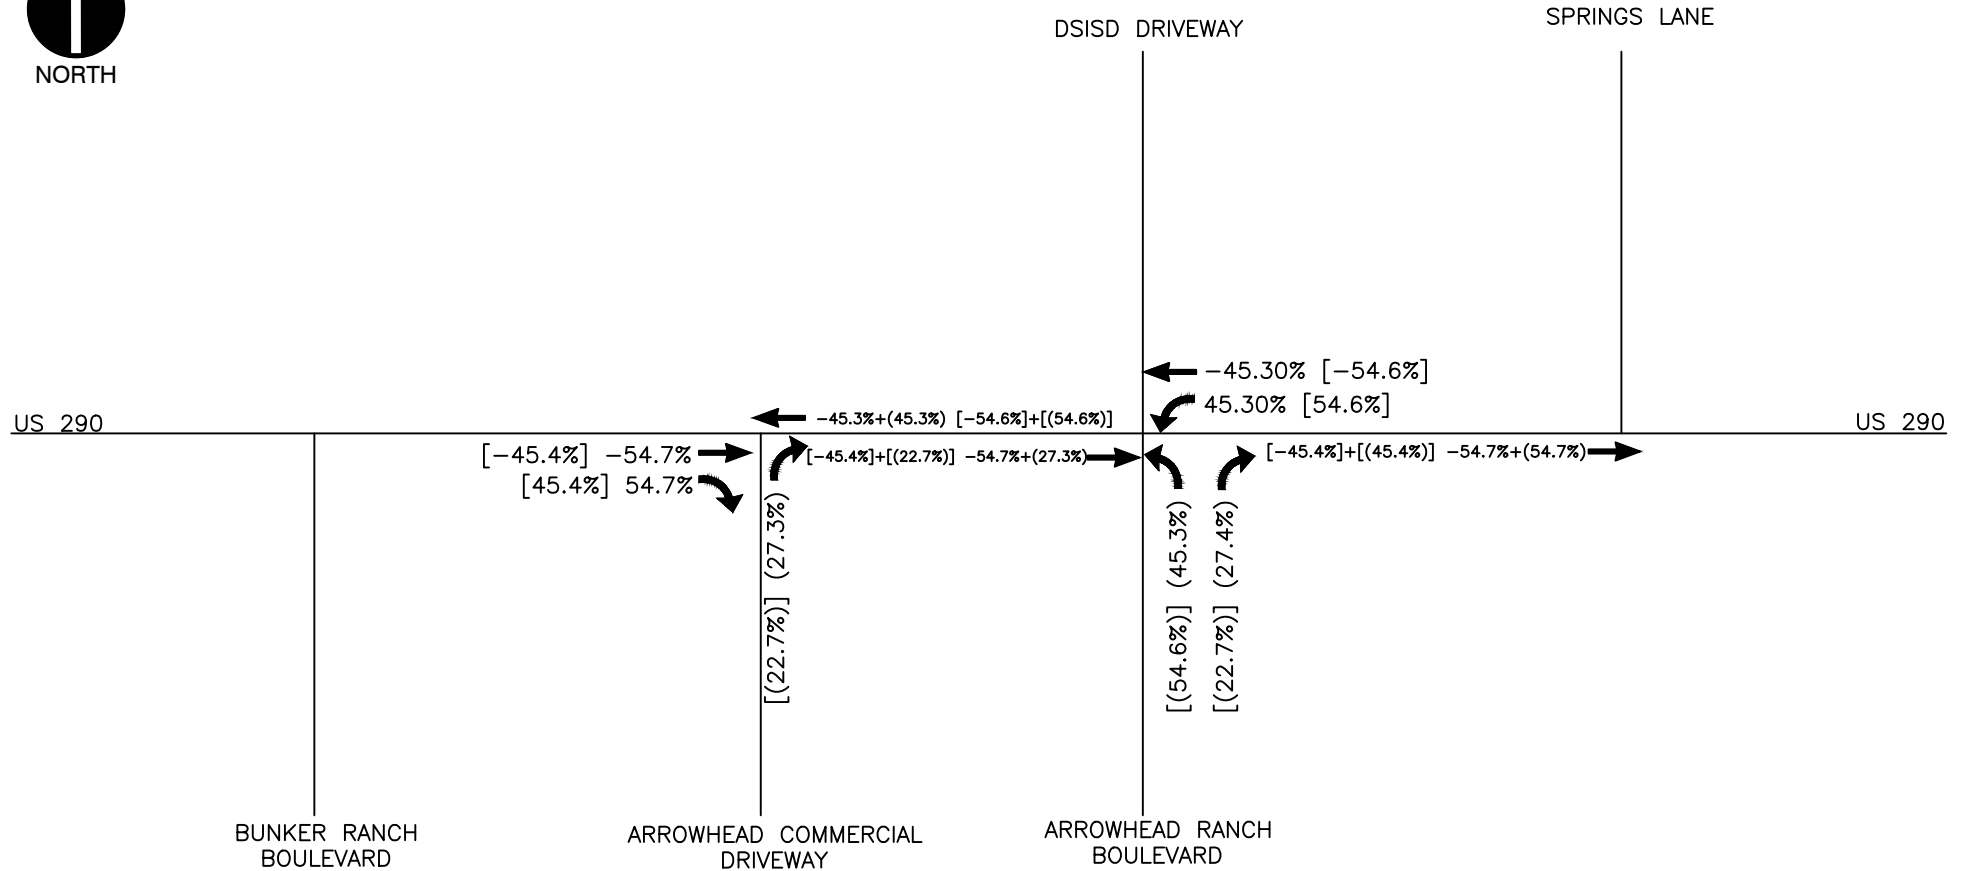 SPRINGS LANE
DSISD DRIVEWAY
NORTH
-45.30% [-54.6%]
45.30% [54.6%]
US 290
-45.3%+(45.3%) [-54.6%]+[(54.6%)]
US 290
[-45.4%] -54.7%
[-45.4%]+[(22.7%)] -54.7%+(27.3%)
[-45.4%]+[(45.4%)] -54.7%+(54.7%)
[45.4%] 54.7%
[(22.7%)] (27.3%)
[(54.6%)] (45.3%)
[(22.7%)] (27.4%)
BUNKER RANCH
BOULEVARD
ARROWHEAD COMMERCIAL
DRIVEWAY
ARROWHEAD RANCH
BOULEVARD